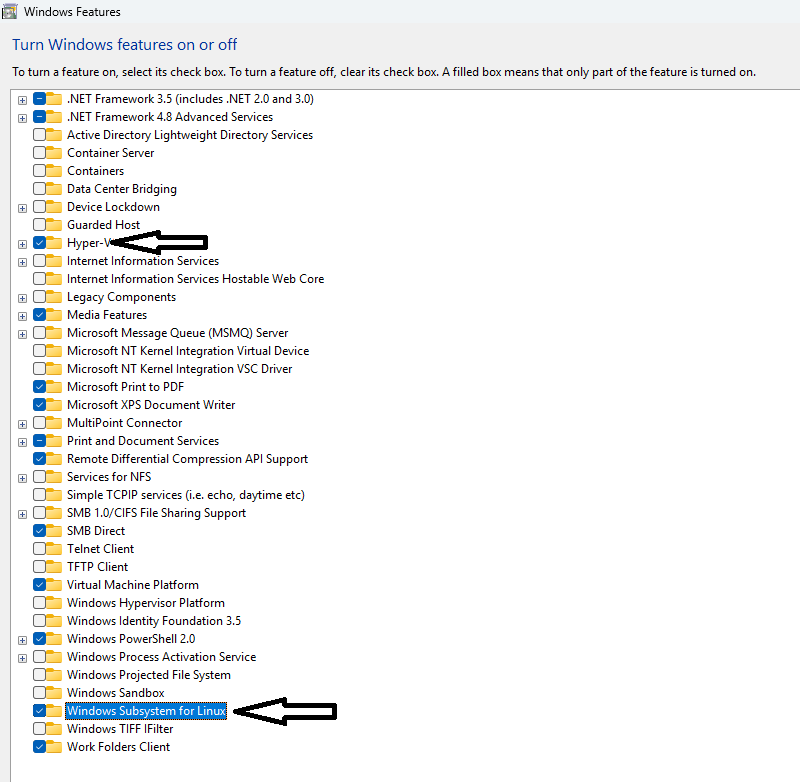 Windows Features
Turn Windows features on or off
To turn a feature on, select its check box. To turn a feature off, clear its check box. A filled box means that only part of the feature is turned on.
.NET Framework 3.5 (includes .NET 2.0 and 3.0)
.NET Framework 4.8 Advanced Services
Active Directory Lightweight Directory Services
Container Server
Containers
Data Center Bridging
Device Lockdown
Guarded Host
Hyper-V
Internet Information Services
Internet Information Services Hostable Web Core
Legacy Components
Media Features
Microsoft Message Queue (MSMQ) Server
Microsoft NT Kernel Integration Virtual Device
Microsoft NT Kernel Integration VSC Driver
Microsoft Print to PDF
Microsoft XPS Document Writer
MultiPoint Connector
Print and Document Services
Remote Differential Compression API Support
Services for NFS
Simple TCPIP services (i.e. echo, daytime etc)
SMB 1.0/CIFS File Sharing Support
SMB Direct
Telnet Client
TFTP Client
Virtual Machine Platform
Windows Hypervisor Platform
Windows Identity Foundation 3.5
Windows PowerShell 2.0
Windows Process Activation Service
Windows Projected File System
Windows Sandbox
Windows Subsystem for Linux
Windows TIFF IFilter
Work Folders Client